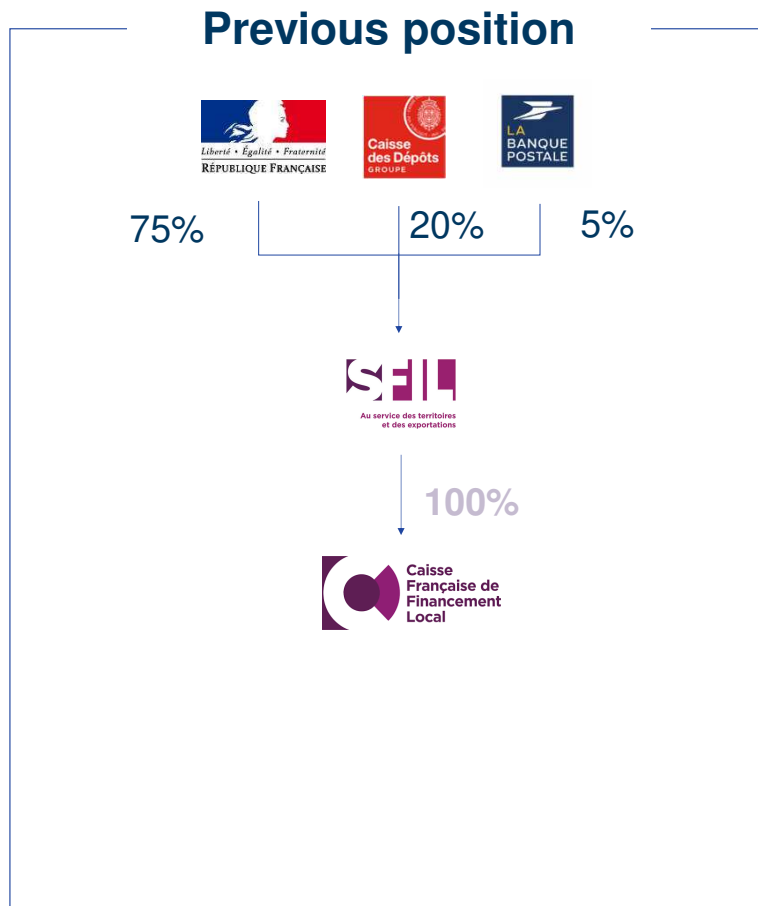 Previous position
Liberté • Égalité • Fraternité
RÉPUBLIQUE FRANÇAISE
Caisse
des Dépôts
GROUPE
LA
BANQUE
POSTALE
75%
20%
5%
SFIL
Au service des territoires
et des exportations
100%
Caisse
Française de
Financement
Local